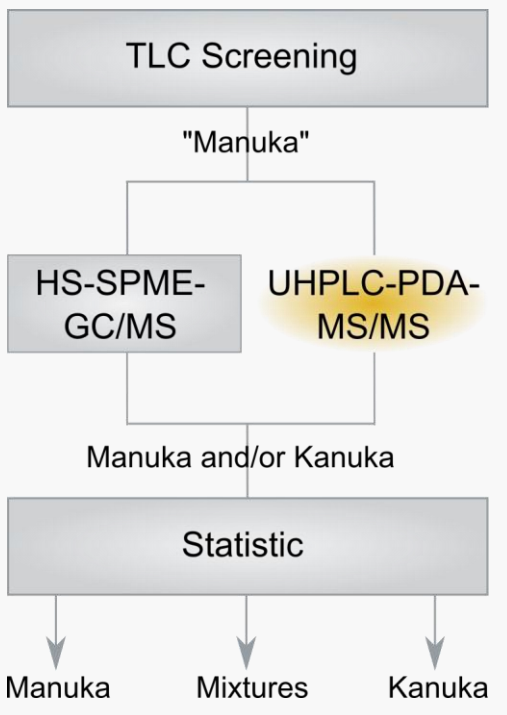 TLC Screening
"Manuka"
HS-SPME-
GC/MS
UHPLC-PDA-
MS/MS
Manuka and/or Kanuka
Statistic
Manuka
Mixtures
Kanuka